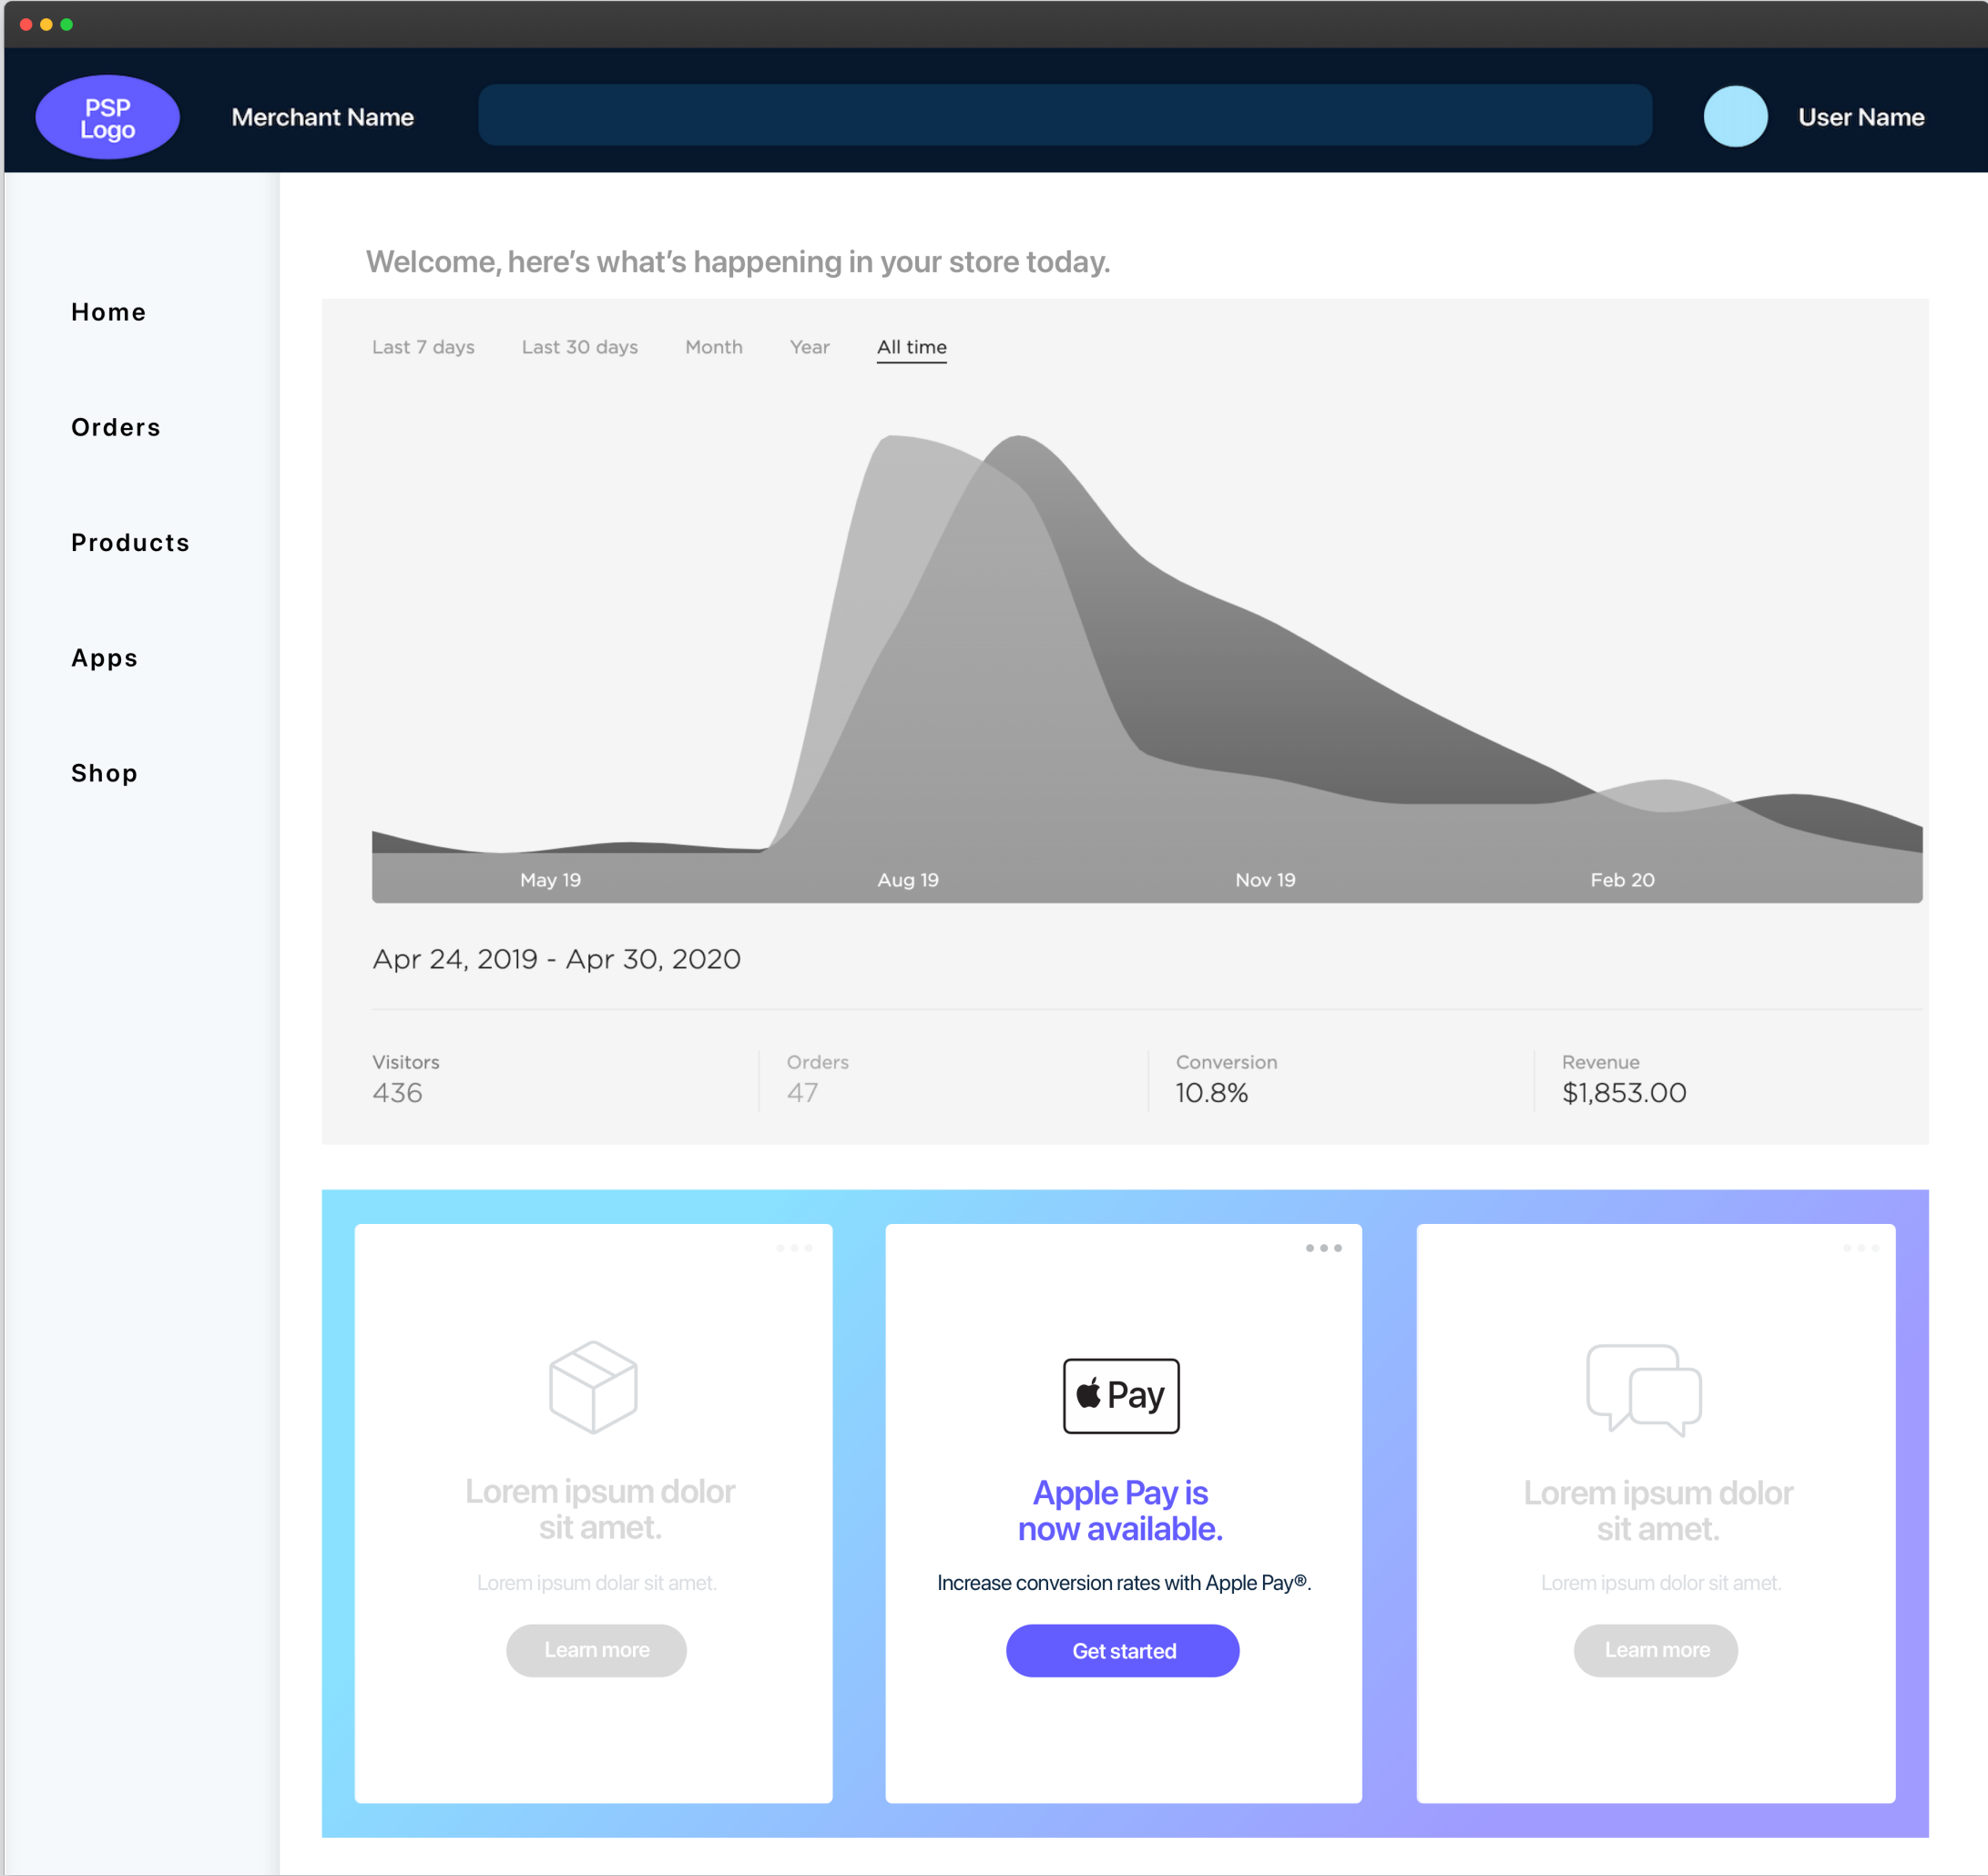 PSP
Logo
Merchant Name
User Name
Home
Orders
Products
Apps
Shop
Welcome, here’s what’s happening in your store today.
Last 7 days
Last 30 days
Month
Year
All time
May 19
Aug 19
Nov 19
Feb 20
Apr 24, 2019 - Apr 30, 2020
Visitors
436
Orders
47
Conversion
10.8%
Revenue
$1,853.00
Lorem ipsum dolor
sit amet.
Lorem ipsum dolar sit amet.
Learn more
Pay
Apple Pay is
now available.
Increase conversion rates with Apple Pay®.
Get started
Lorem ipsum dolor
sit amet.
Lorem ipsum dolor sit amet.
Learn more